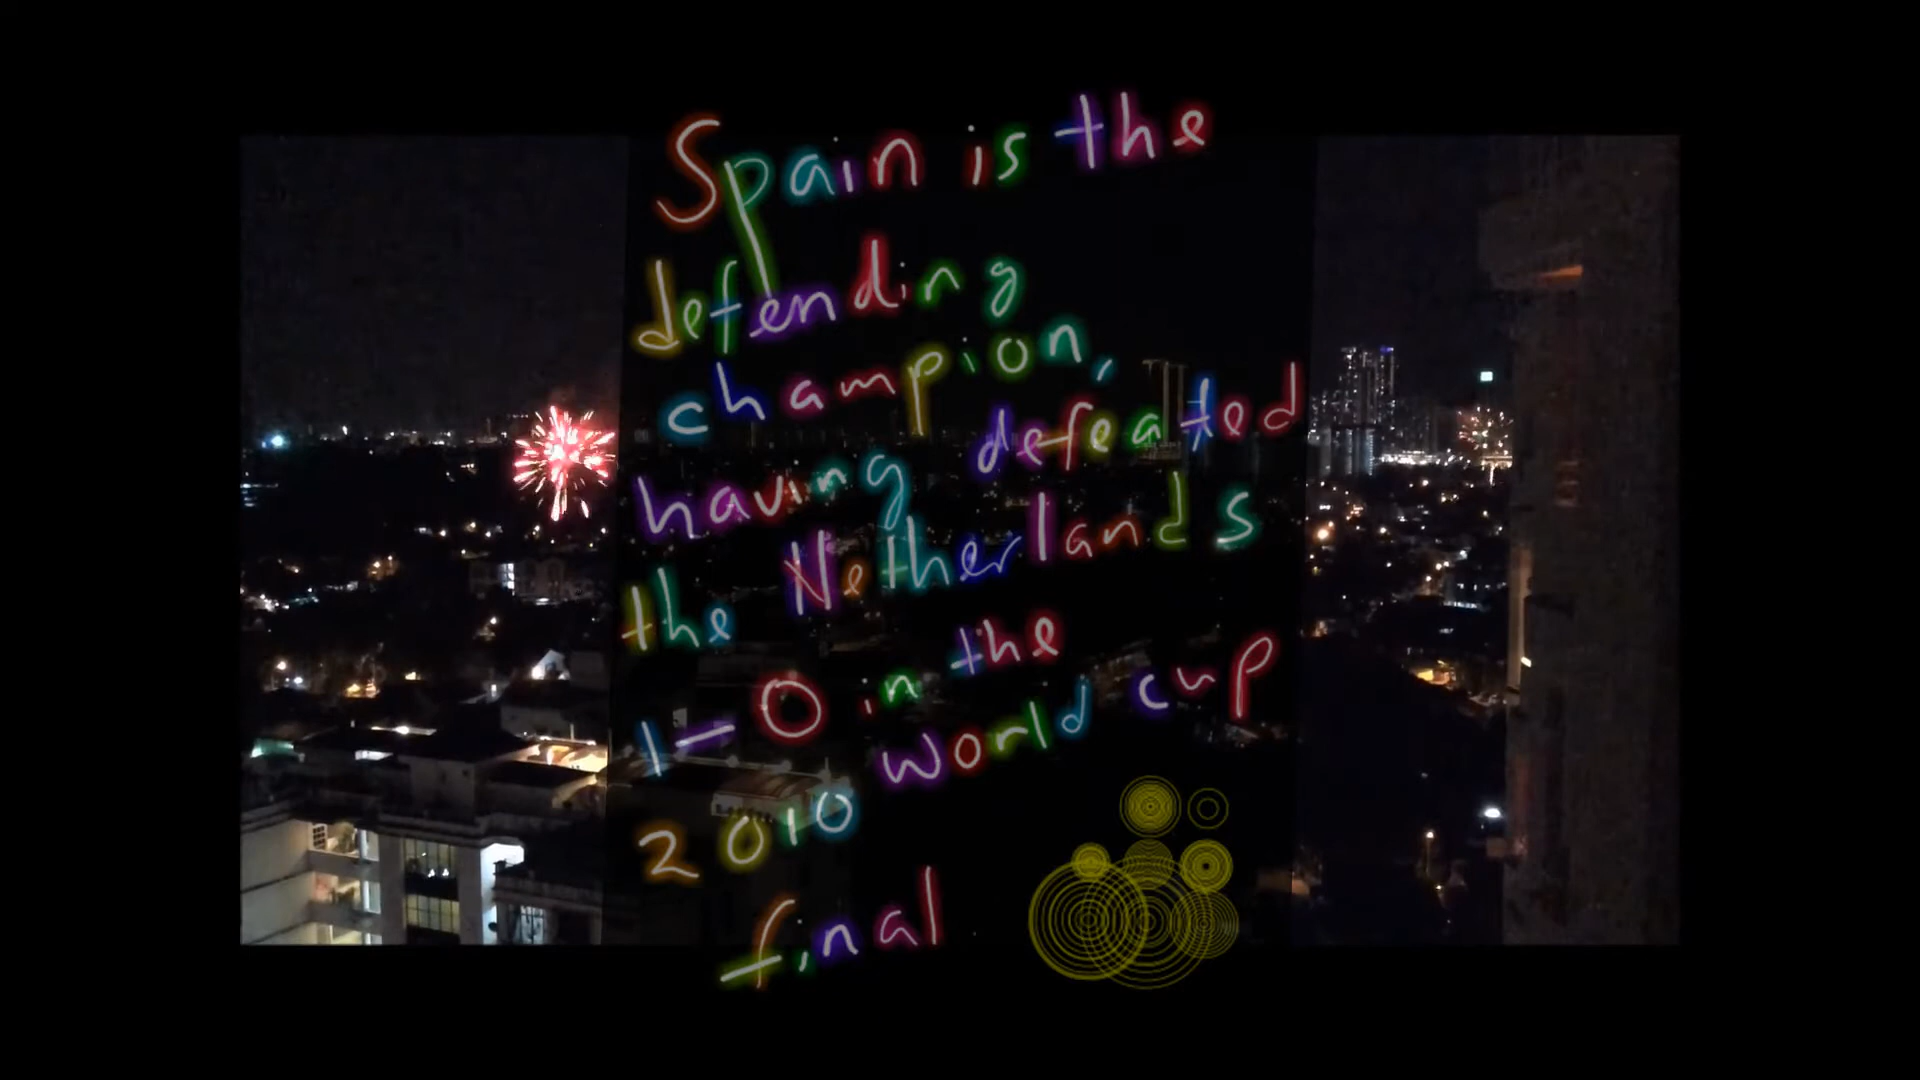 Spain is the
defending
champion,
having defeated
the Netherlands
1-0 in the
2010 world cup
final